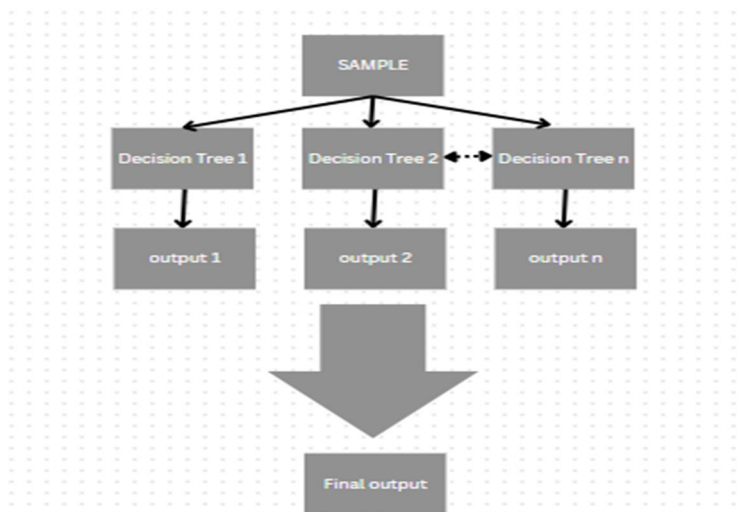 SAMPLE
Decision Tree 1
Decision Tree 2
Decision Tree n
output 1
output 2
output n
Final output